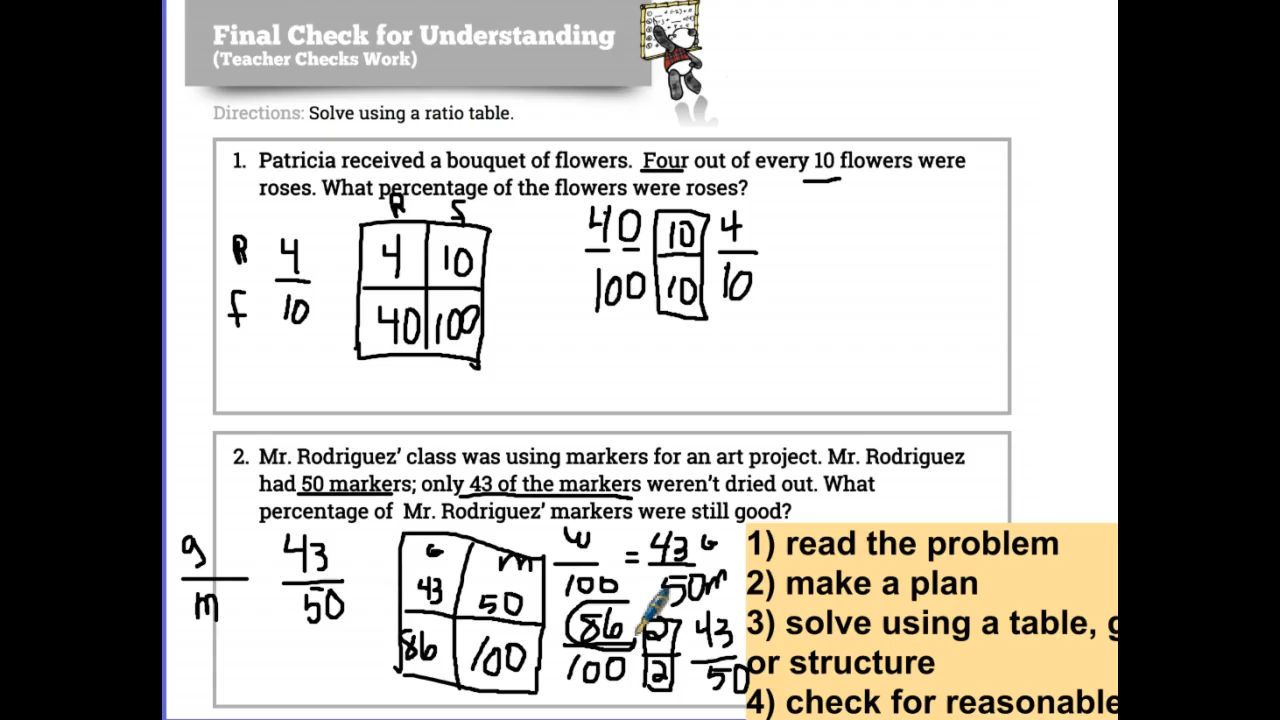 Final Check for Understanding
(Teacher Checks Work)
Directions: Solve using a ratio table.
1. Patricia received a bouquet of flowers. Four out of every 10 flowers were
roses. What percentage of the flowers were roses?
R 4
f 10
R f
4 10
40 100
40 10 4
100 10 10
2. Mr. Rodriguez' class was using markers for an art project. Mr. Rodriguez
had 50 markers; only 43 of the markers weren't dried out. What
percentage of Mr. Rodriguez' markers were still good?
g 43
m 50
G m
43 50
86 100
= 43 G
100 50 m
86 2 43
100 2 50
1) read the problem
2) make a plan
3) solve using a table, g
or structure
4) check for reasonable